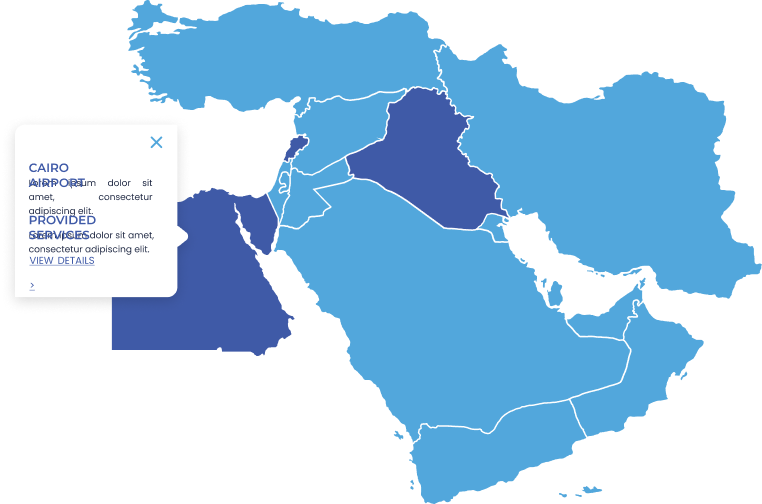 CAIRO
AIRPORT
Lorem ipsum dolor sit
amet, consectetur
adipiscing elit.
PROVIDED
SERVICES
Lorem ipsum dolor sit amet,
consectetur adipiscing elit.
VIEW DETAILS
>